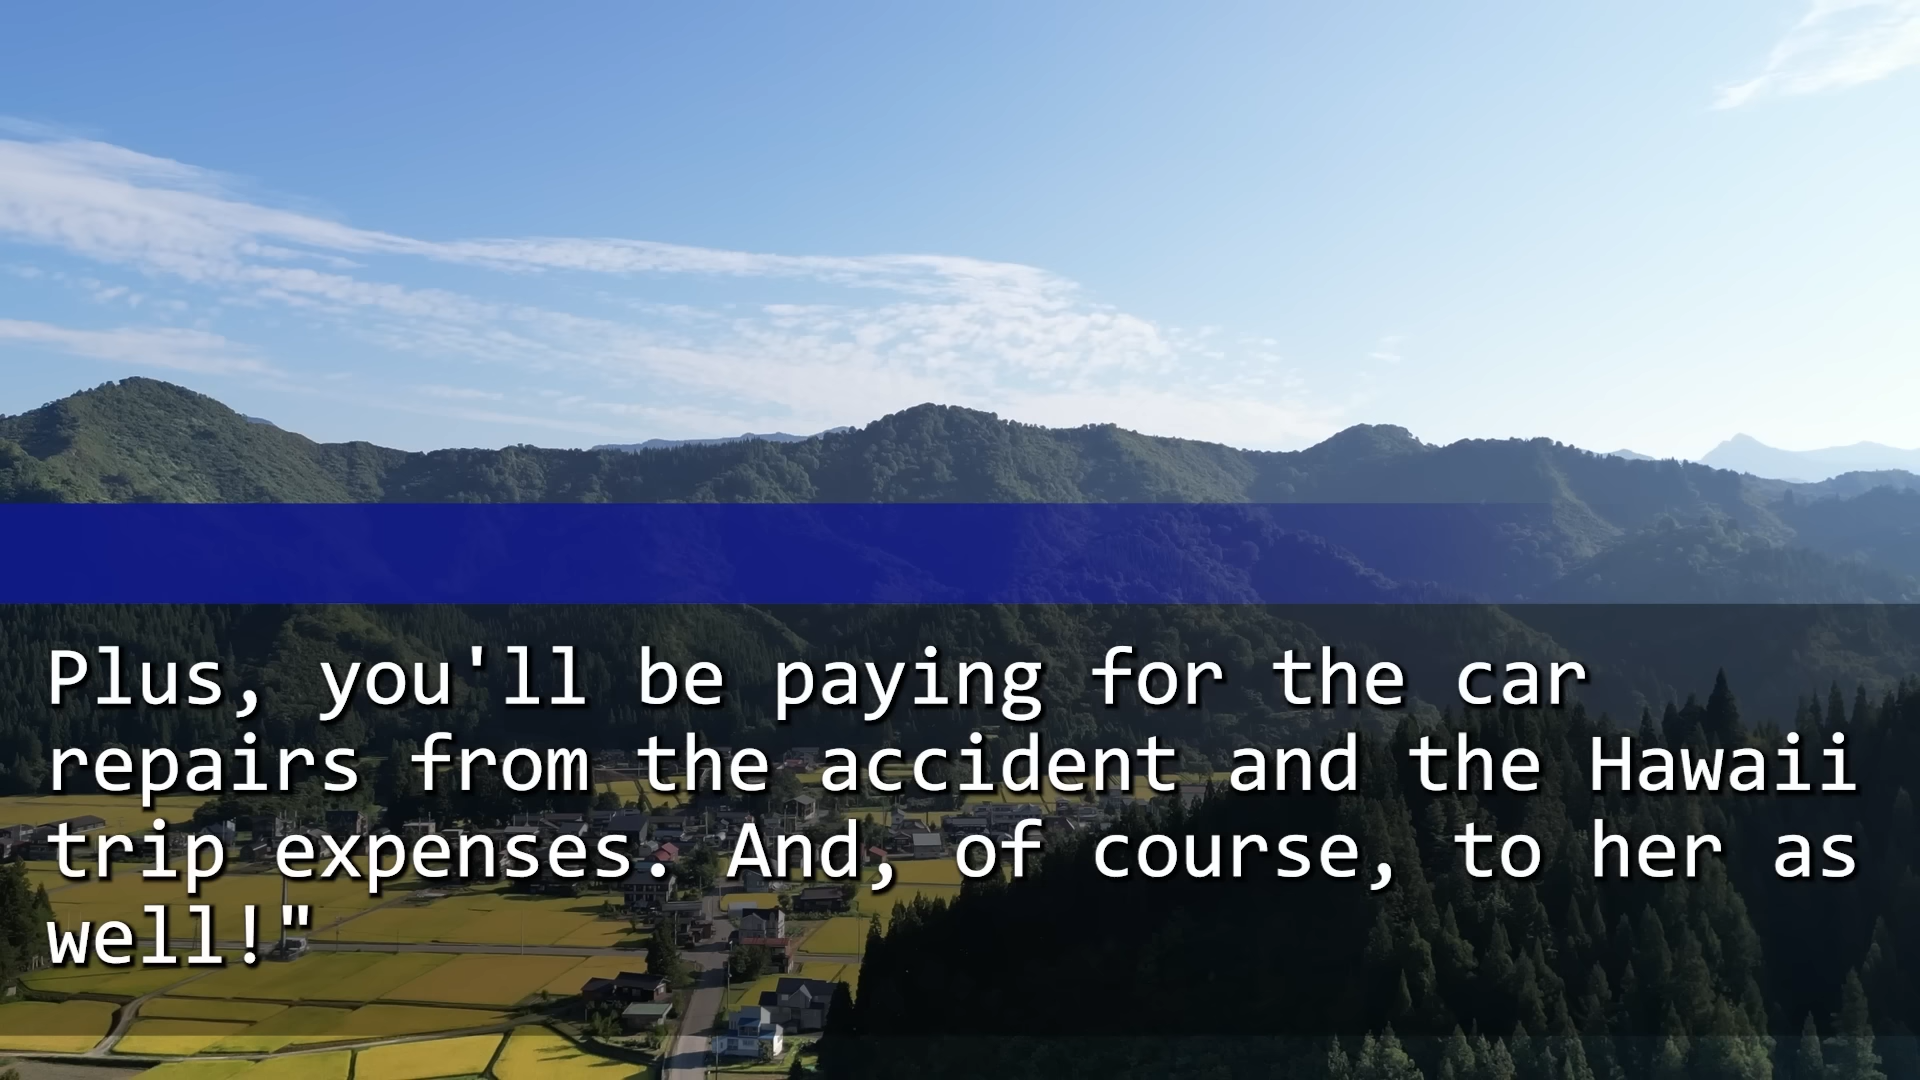 Plus, you'll be paying for the car
repairs from the accident and the Hawaii
trip expenses. And, of course, to her as
well!"